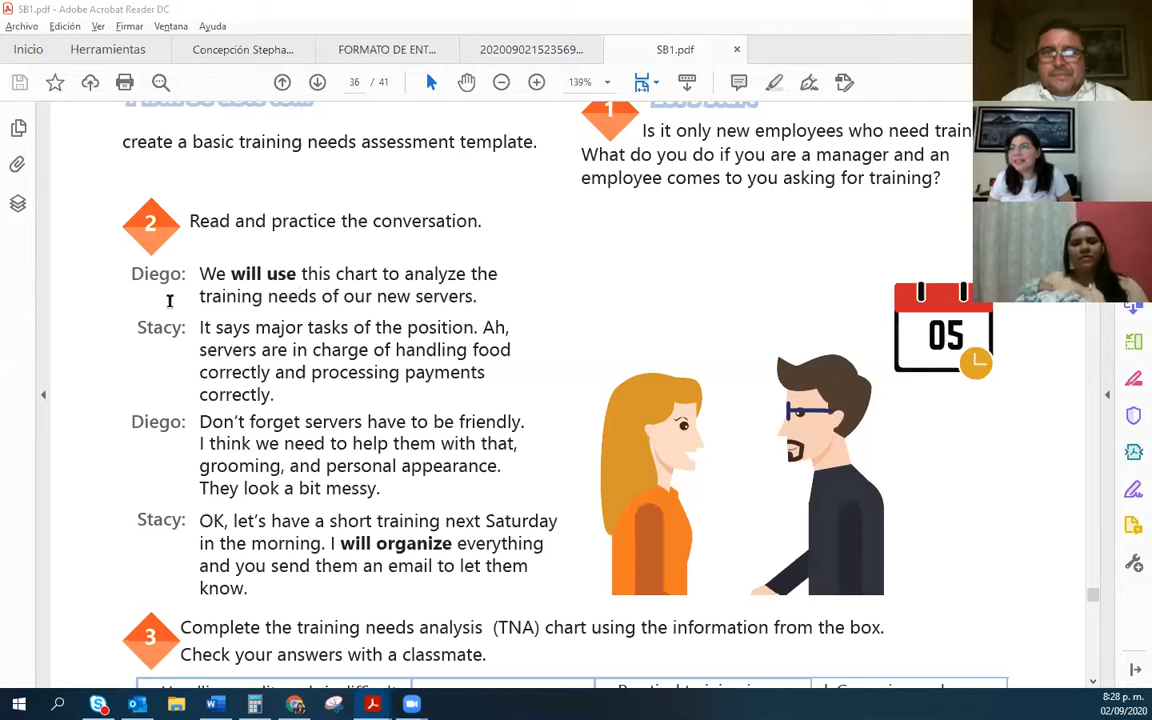 SB1.pdf - Adobe Acrobat Reader DC
Archivo Edición Ver Firmar Ventana Ayuda
Inicio Herramientas Concepción Stepha... FORMATO DE ENT... 202009021523569... SB1.pdf ×
36 / 41 139%
create a basic training needs assessment template.
1
Is it only new employees who need train
What do you do if you are a manager and an
employee comes to you asking for training?
2 Read and practice the conversation.
Diego: We will use this chart to analyze the
training needs of our new servers.
Stacy: It says major tasks of the position. Ah,
servers are in charge of handling food
correctly and processing payments
correctly.
Diego: Don't forget servers have to be friendly.
I think we need to help them with that,
grooming, and personal appearance.
They look a bit messy.
Stacy: OK, let's have a short training next Saturday
in the morning. I will organize everything
and you send them an email to let them
know.
05
3 Complete the training needs analysis (TNA) chart using the information from the box.
Check your answers with a classmate.
8:28 p. m.
02/09/2020